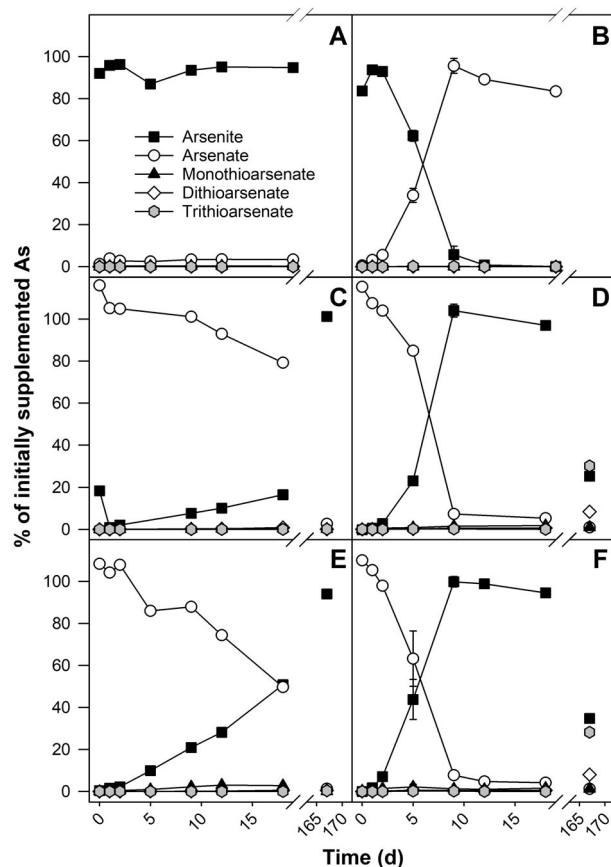 A
B
100
80
60
40
20
0
Arsenite
Arsenate
Monothioarsenate
Dithioarsenate
Trithioarsenate
C
D
100
80
60
40
20
0
E
F
100
80
60
40
20
0
% of initially supplemented As
0 5 10 15 165 170 0 5 10 15 165 170
Time (d)